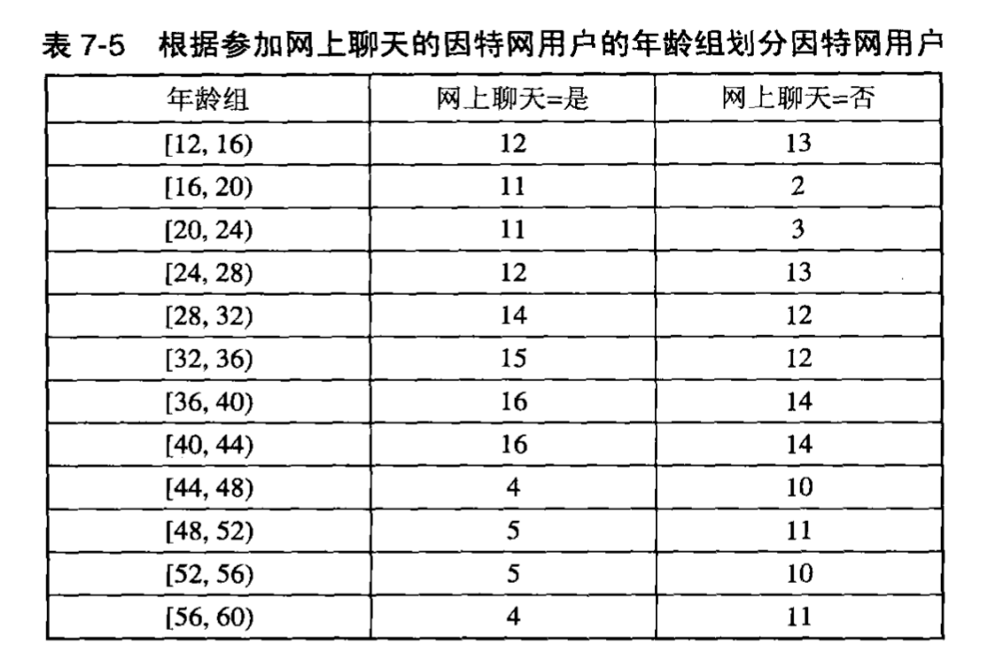 表 7-5 根据参加网上聊天的因特网用户的年龄组划分因特网用户
年龄组 网上聊天=是 网上聊天=否
[12, 16) 12 13
[16, 20) 11 2
[20, 24) 11 3
[24, 28) 12 13
[28, 32) 14 12
[32, 36) 15 12
[36, 40) 16 14
[40, 44) 16 14
[44, 48) 4 10
[48, 52) 5 11
[52, 56) 5 10
[56, 60) 4 11